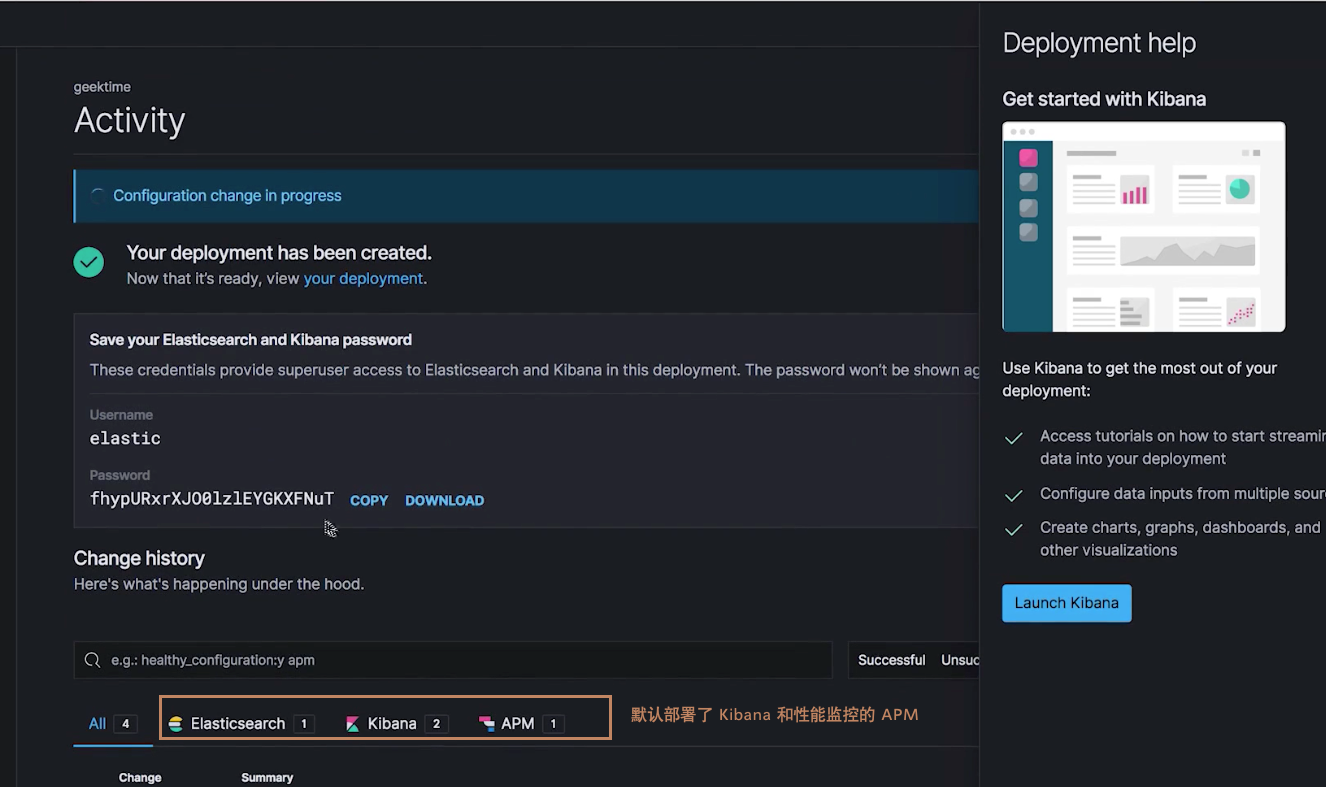 geektime
Activity
Configuration change in progress
Your deployment has been created.
Now that it's ready, view your deployment.
Save your Elasticsearch and Kibana password
These credentials provide superuser access to Elasticsearch and Kibana in this deployment. The password won't be shown ag
Username
elastic
Password
fhypURxrXJO0lzlEYGKXFNuT COPY DOWNLOAD
Change history
Here's what's happening under the hood.
e.g.: healthy_configuration:y apm
Successful Unsuc
All 4 Elasticsearch 1 Kibana 2 APM 1
默认部署了 Kibana 和性能监控的 APM
Change Summary
Deployment help
Get started with Kibana
Use Kibana to get the most out of your
deployment:
Access tutorials on how to start streamin
data into your deployment
Configure data inputs from multiple sour
Create charts, graphs, dashboards, and
other visualizations
Launch Kibana